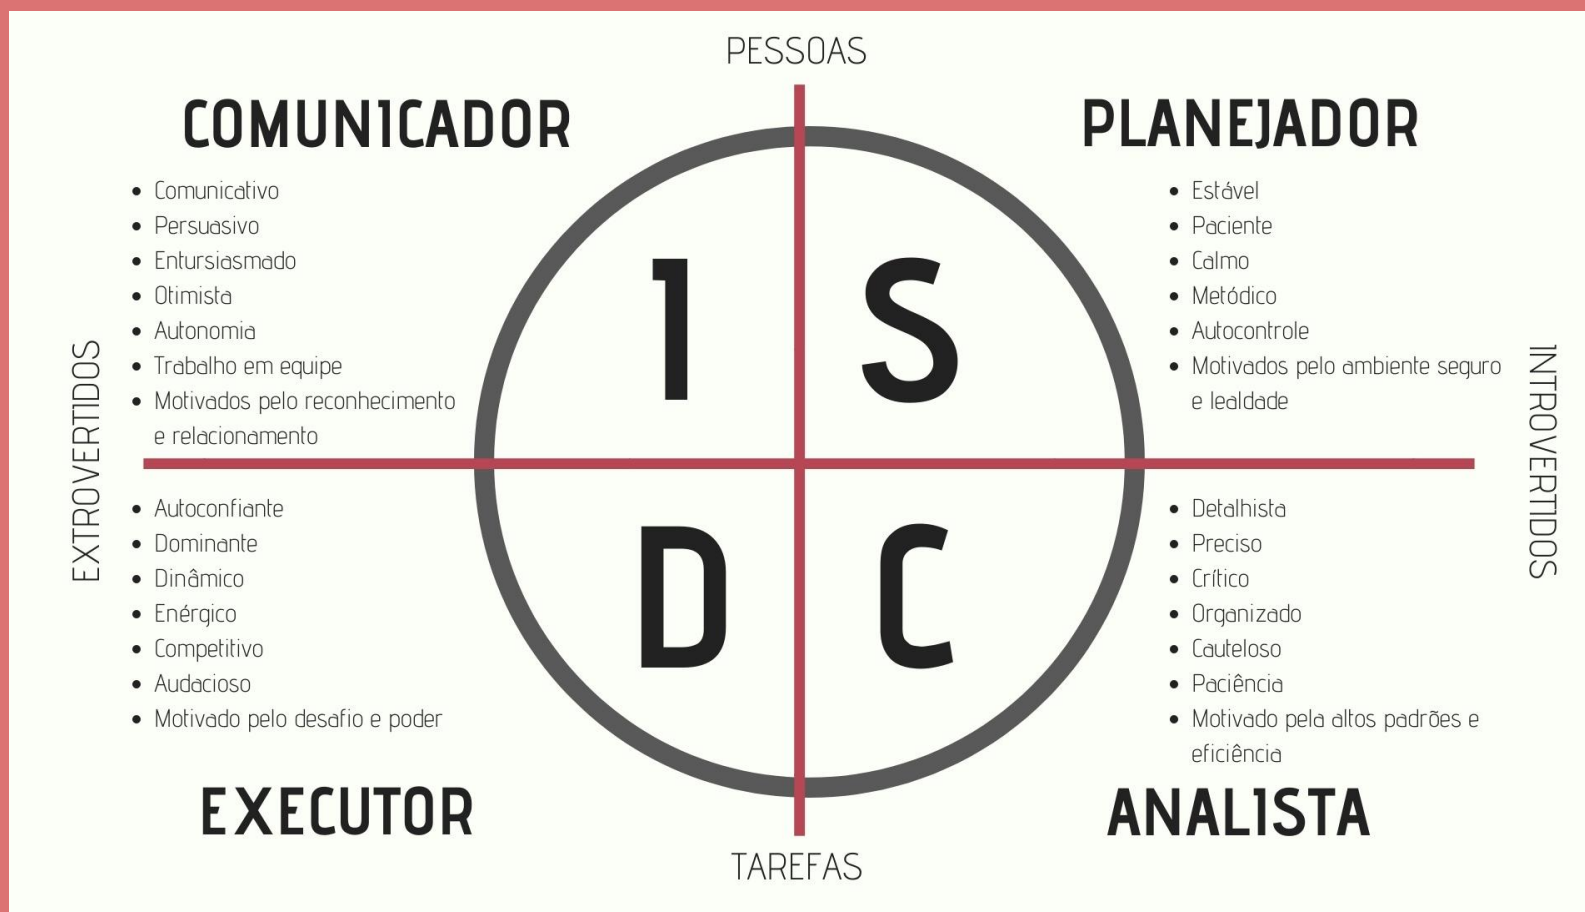 PESSOAS
COMUNICADOR
• Comunicativo
• Persuasivo
• Entursiasmado
• Otimista
• Autonomia
• Trabalho em equipe
• Motivados pelo reconhecimento
e relacionamento
PLANEJADOR
• Estável
• Paciente
• Calmo
• Metódico
• Autocontrole
• Motivados pelo ambiente seguro
e lealdade
I S
EXTROVERTIDOS
INTROVERTIDOS
D C
• Autoconfiante
• Dominante
• Dinâmico
• Enérgico
• Competitivo
• Audacioso
• Motivado pelo desafio e poder
EXECUTOR
• Detalhista
• Preciso
• Crítico
• Organizado
• Cauteloso
• Paciência
• Motivado pela altos padrões e
eficiência
ANALISTA
TAREFAS